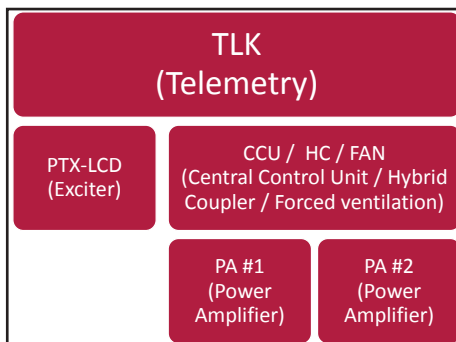 TLK
(Telemetry)
PTX-LCD
(Exciter)
CCU / HC / FAN
(Central Control Unit / Hybrid
Coupler / Forced ventilation)
PA #1
(Power
Amplifier)
PA #2
(Power
Amplifier)